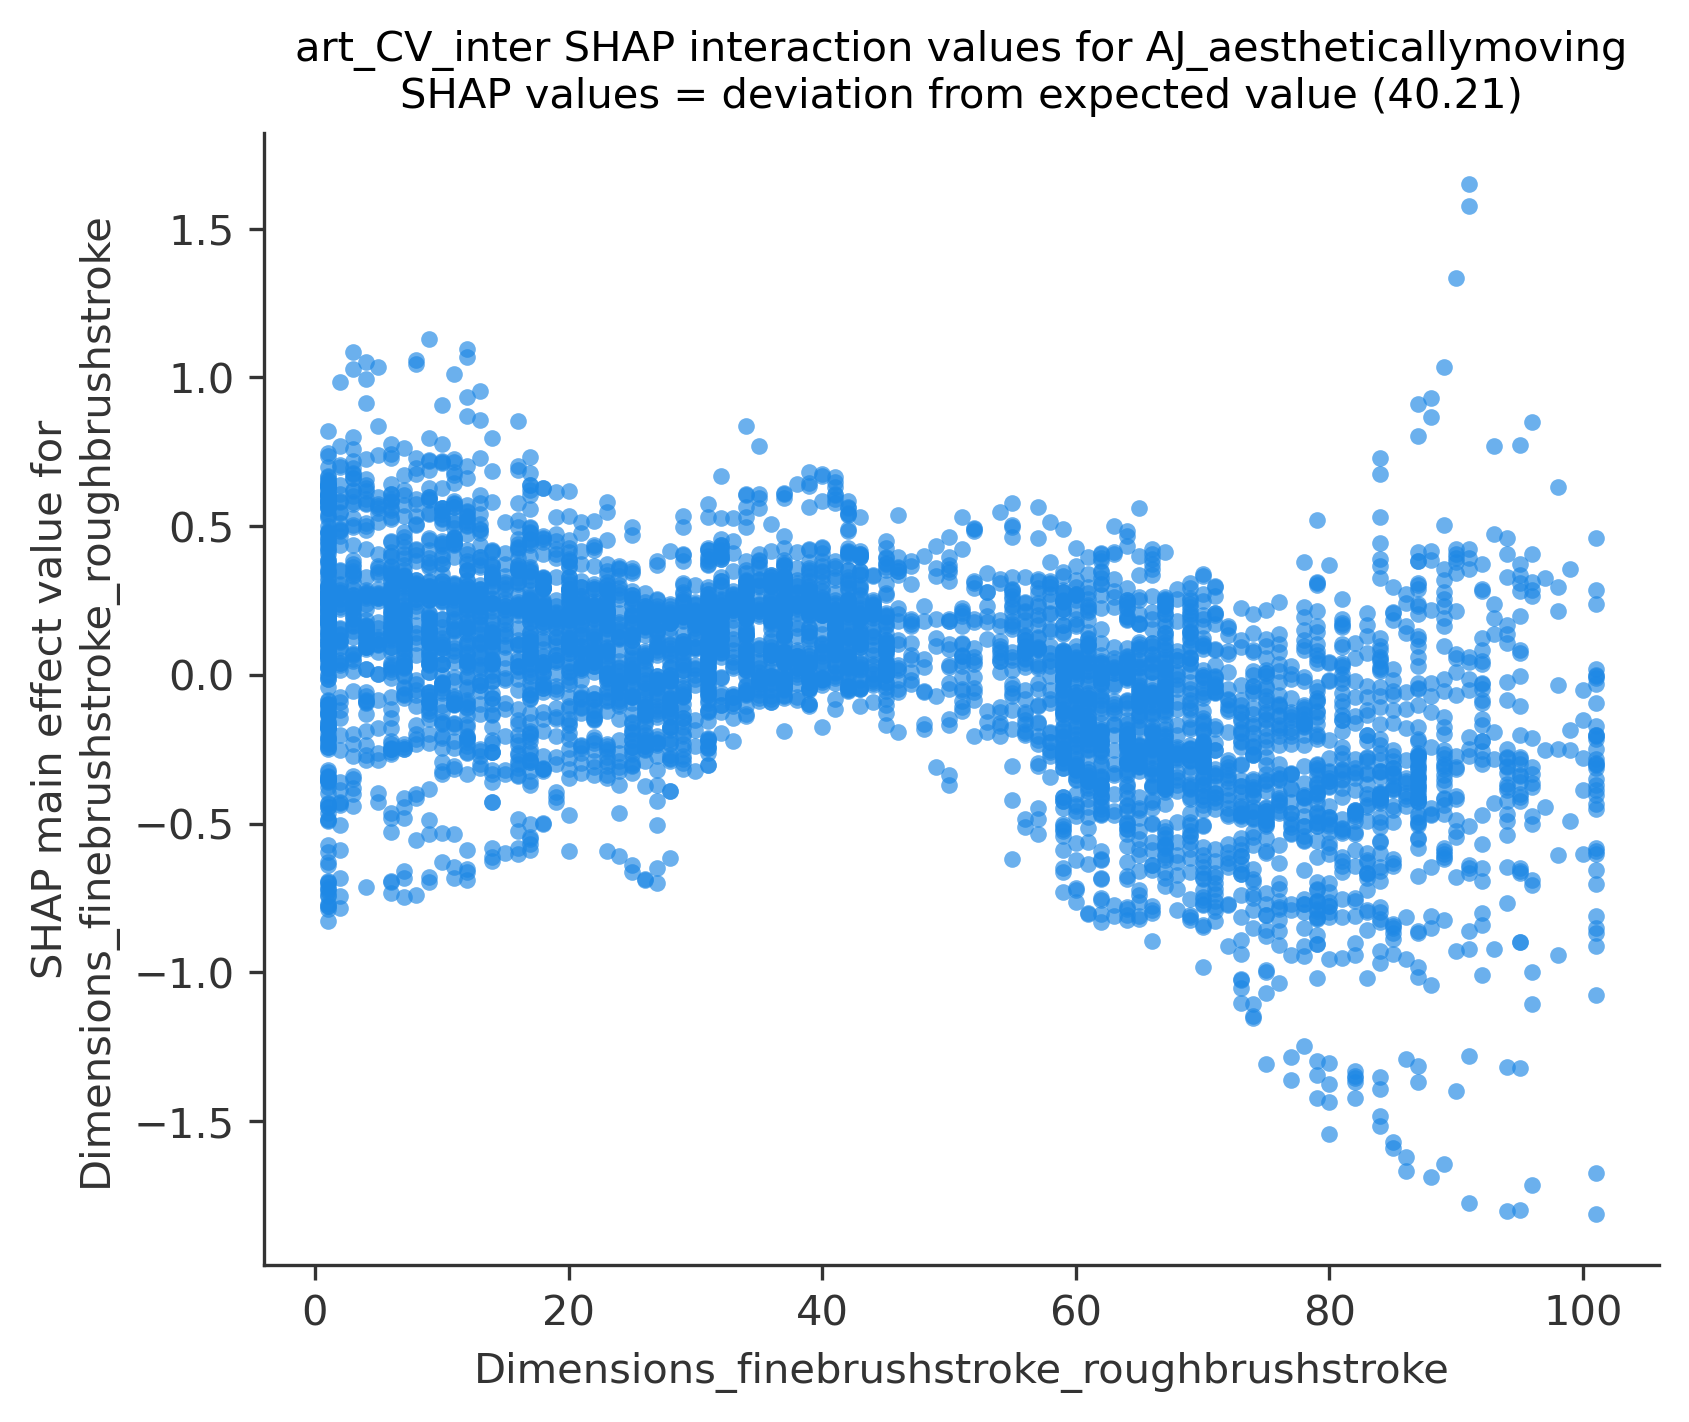 art_CV_inter SHAP interaction values for AJ_aestheticallymoving
SHAP values = deviation from expected value (40.21)
SHAP main effect value for
Dimensions_finebrushstroke_roughbrushstroke
1.5
1.0
0.5
0.0
−0.5
−1.0
−1.5
0
20
40
60
80
100
Dimensions_finebrushstroke_roughbrushstroke